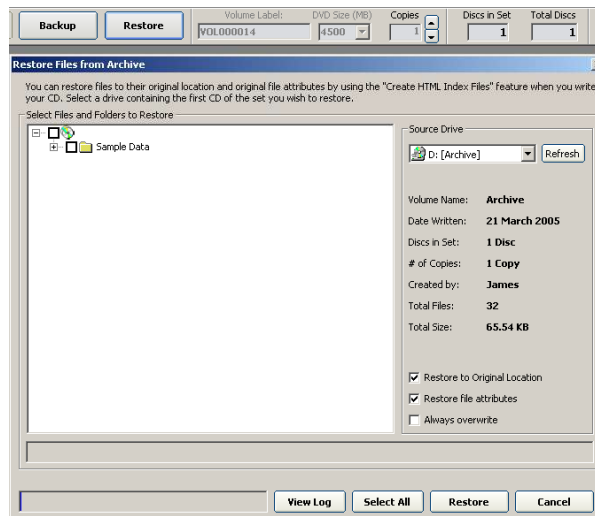 Backup
Restore
Volume Label:
DVD Size (MB)
Copies
Discs in Set
Total Discs
VOL000014
4500
1
1
1
Restore Files from Archive
You can restore files to their original location and original file attributes by using the "Create HTML Index Files" feature when you write
your CD. Select a drive containing the first CD of the set you wish to restore.
Select Files and Folders to Restore
Sample Data
Source Drive
D: [Archive]
Refresh
Volume Name: Archive
Date Written: 21 March 2005
Discs in Set: 1 Disc
# of Copies: 1 Copy
Created by: James
Total Files: 32
Total Size: 65.54 KB
Restore to Original Location
Restore file attributes
Always overwrite
View Log
Select All
Restore
Cancel